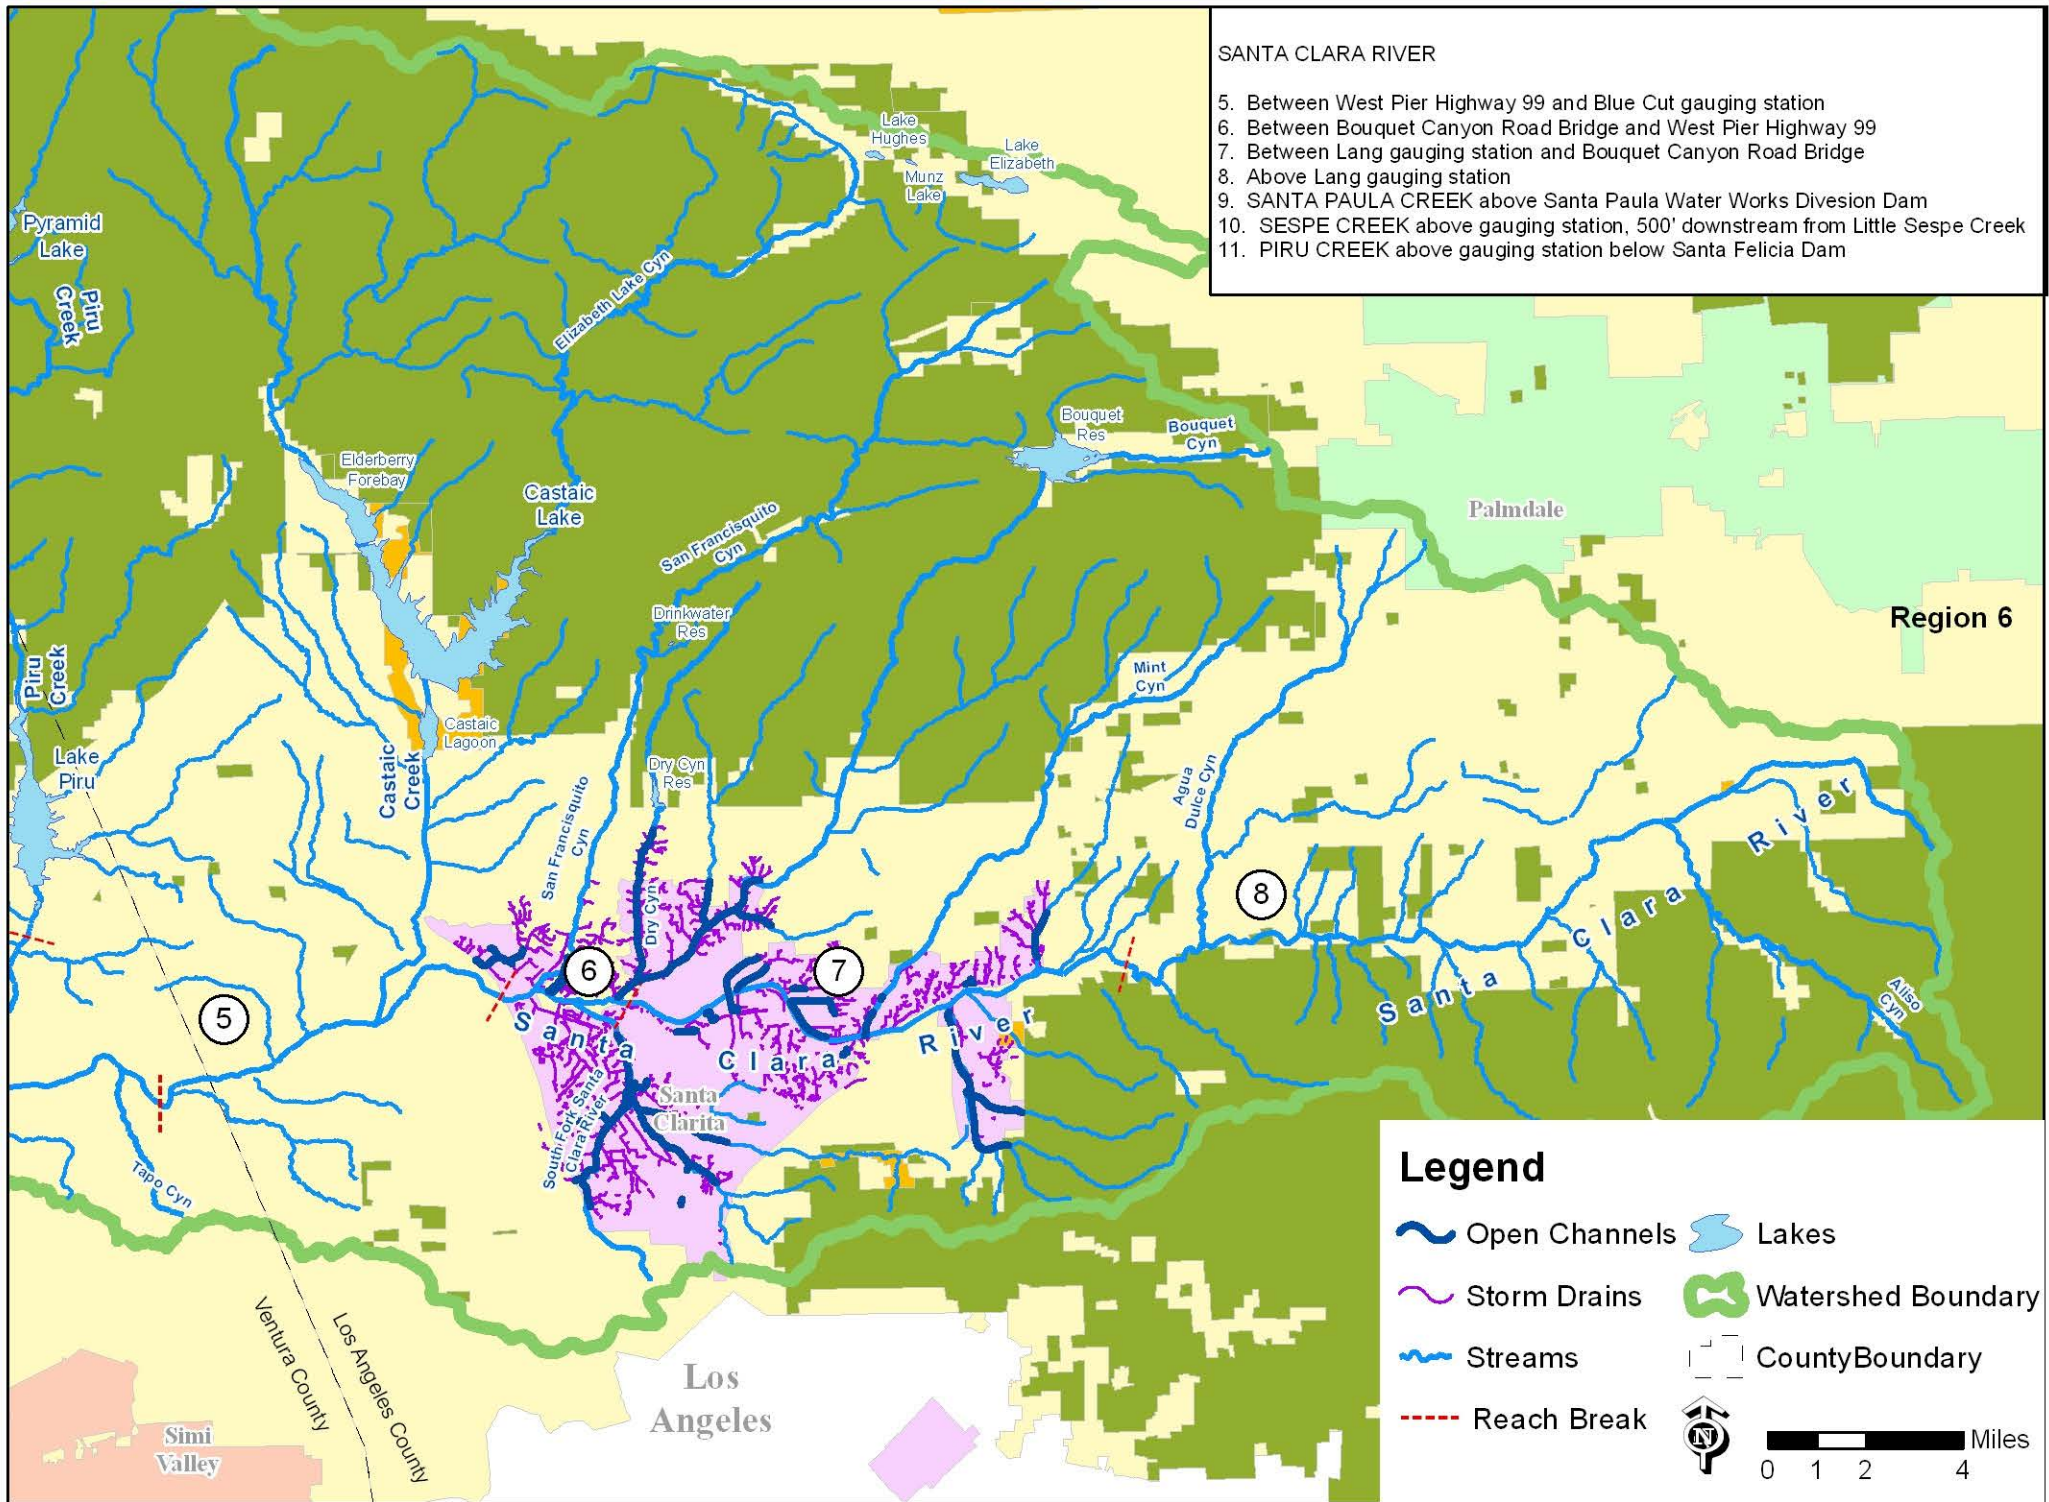 SANTA CLARA RIVER
5. Between West Pier Highway 99 and Blue Cut gauging station
6. Between Bouquet Canyon Road Bridge and West Pier Highway 99
7. Between Lang gauging station and Bouquet Canyon Road Bridge
8. Above Lang gauging station
9. SANTA PAULA CREEK above Santa Paula Water Works Divesion Dam
10. SESPE CREEK above gauging station, 500' downstream from Little Sespe Creek
11. PIRU CREEK above gauging station below Santa Felicia Dam
Lake
Hughes
Lake
Elizabeth
Munz
Lake
Pyramid
Lake
Piru
Creek
Elizabeth Lake Cyn
Bouquet
Res
Bouquet
Cyn
Elderberry
Forebay
Castaic
Lake
Palmdale
San Francisquito
Cyn
Drinkwater
Res
Region 6
Piru
Creek
Mint
Cyn
Castaic
Lagoon
Lake
Piru
Castaic
Creek
Dry Cyn
Res
Agua
Dulce Cyn
San Francisquito
Cyn
River
8
Clara
Dry Cyn
6
7
Santa
Aliso
Cyn
5
Santa
Clara
River
Santa
Clarita
South Fork Santa
Clara River
Tapo Cyn
Ventura County
Los Angeles County
Los
Angeles
Simi
Valley
Legend
Open Channels
Lakes
Storm Drains
Watershed Boundary
Streams
CountyBoundary
Reach Break
N
Miles
0 1 2 4